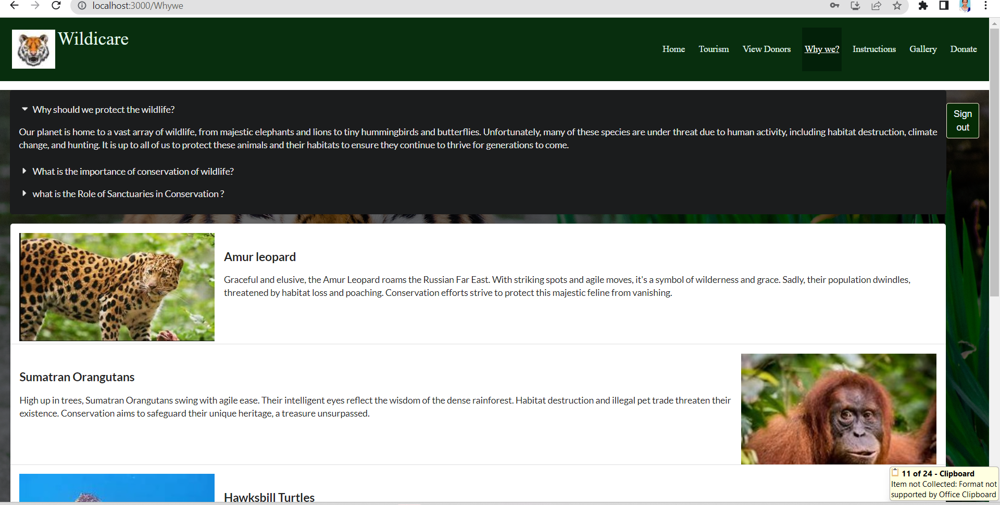 localhost:3000/Whywe
Wildicare
Home Tourism View Donors Why we? Instructions Gallery Donate
Why should we protect the wildlife?
Sign
out
Our planet is home to a vast array of wildlife, from majestic elephants and lions to tiny hummingbirds and butterflies. Unfortunately, many of these species are under threat due to human activity, including habitat destruction, climate
change, and hunting. It is up to all of us to protect these animals and their habitats to ensure they continue to thrive for generations to come.
What is the importance of conservation of wildlife?
what is the Role of Sanctuaries in Conservation ?
Amur leopard
Graceful and elusive, the Amur Leopard roams the Russian Far East. With striking spots and agile moves, it's a symbol of wilderness and grace. Sadly, their population dwindles,
threatened by habitat loss and poaching. Conservation efforts strive to protect this majestic feline from vanishing.
Sumatran Orangutans
High up in trees, Sumatran Orangutans swing with agile ease. Their intelligent eyes reflect the wisdom of the dense rainforest. Habitat destruction and illegal pet trade threaten their
existence. Conservation aims to safeguard their unique heritage, a treasure unsurpassed.
Hawksbill Turtles
11 of 24 - Clipboard
Item not Collected: Format not
supported by Office Clipboard